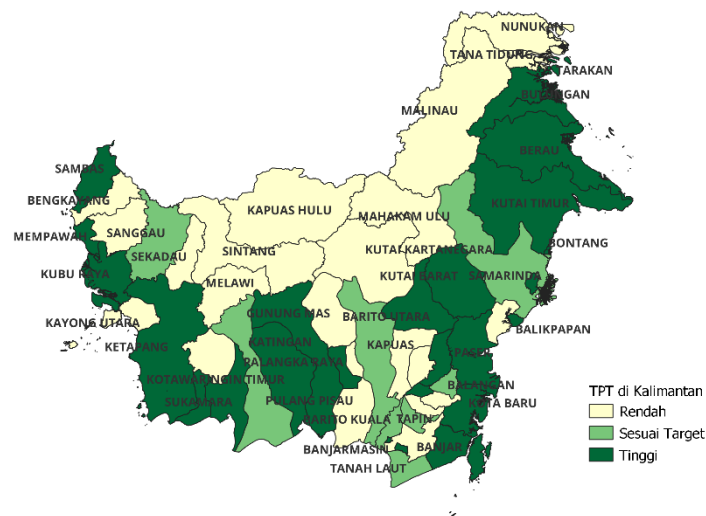 NUNUKAN
TANA TIDUNG
TARAKAN
BULUNGAN
MALINAU
BERAU
SAMBAS
BENGKAYANG
KAPUAS HULU
MAHAKAM ULU
KUTAI TIMUR
SANGGAU
MEMPAWAH
SEKADAU
SINTANG
KUTAI KARTANEGARA
BONTANG
KUBU RAYA
MELAWI
KUTAI BARAT
SAMARINDA
KAYONG UTARA
GUNUNG MAS
BARITO UTARA
BALIKPAPAN
KETAPANG
KATINGAN
KAPUAS
PASER
PALANGKA RAYA
KOTAWARINGIN TIMUR
BALANGAN
SUKAMARA
PULANG PISAU
KOTA BARU
BARITO KUALA
TAPIN
BANJARMASIN
BANJAR
TANAH LAUT
TPT di Kalimantan
Rendah
Sesuai Target
Tinggi